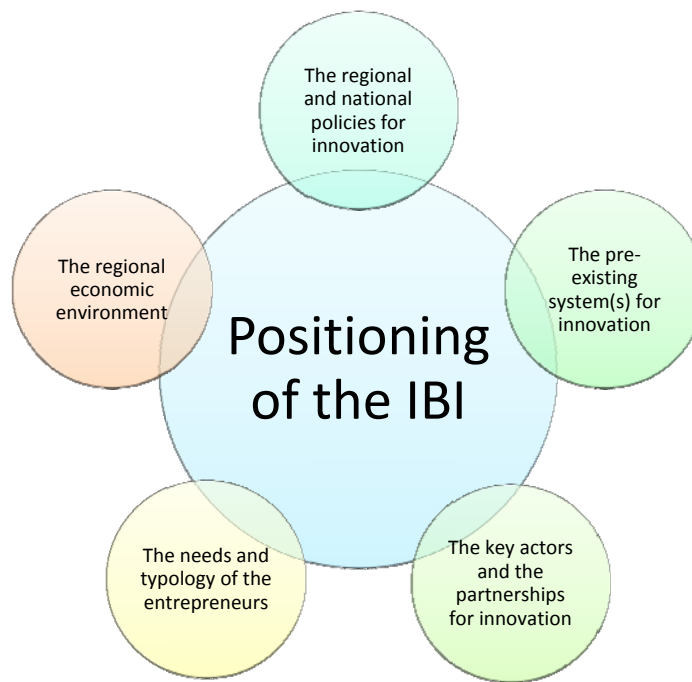 The regional
and national
policies for
innovation
The pre-
existing
system(s) for
innovation
The regional
economic
environment
Positioning
of the IBI
The needs and
typology of the
entrepreneurs
The key actors
and the
partnerships
for innovation